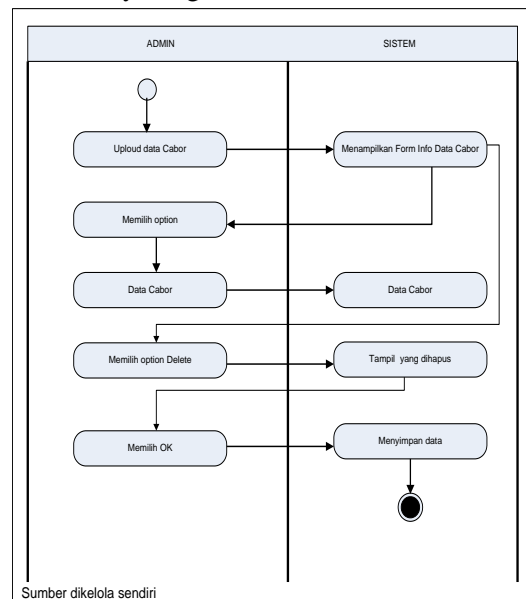 ADMIN
SISTEM
Uploud data Cabor
Menampilkan Form Info Data Cabor
Memilih option
Data Cabor
Data Cabor
Memilih option Delete
Tampil yang dihapus
Memilih OK
Menyimpan data
Sumber dikelola sendiri